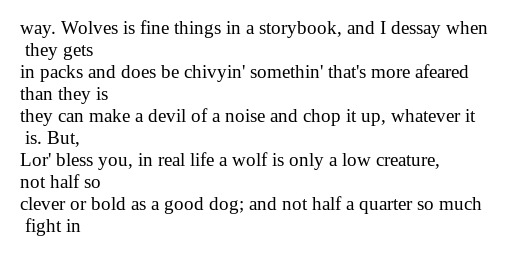 way. Wolves is fine things in a storybook, and I dessay when
they gets
in packs and does be chivyin' somethin' that's more afeared
than they is
they can make a devil of a noise and chop it up, whatever it
is. But,
Lor' bless you, in real life a wolf is only a low creature,
not half so
clever or bold as a good dog; and not half a quarter so much
fight in